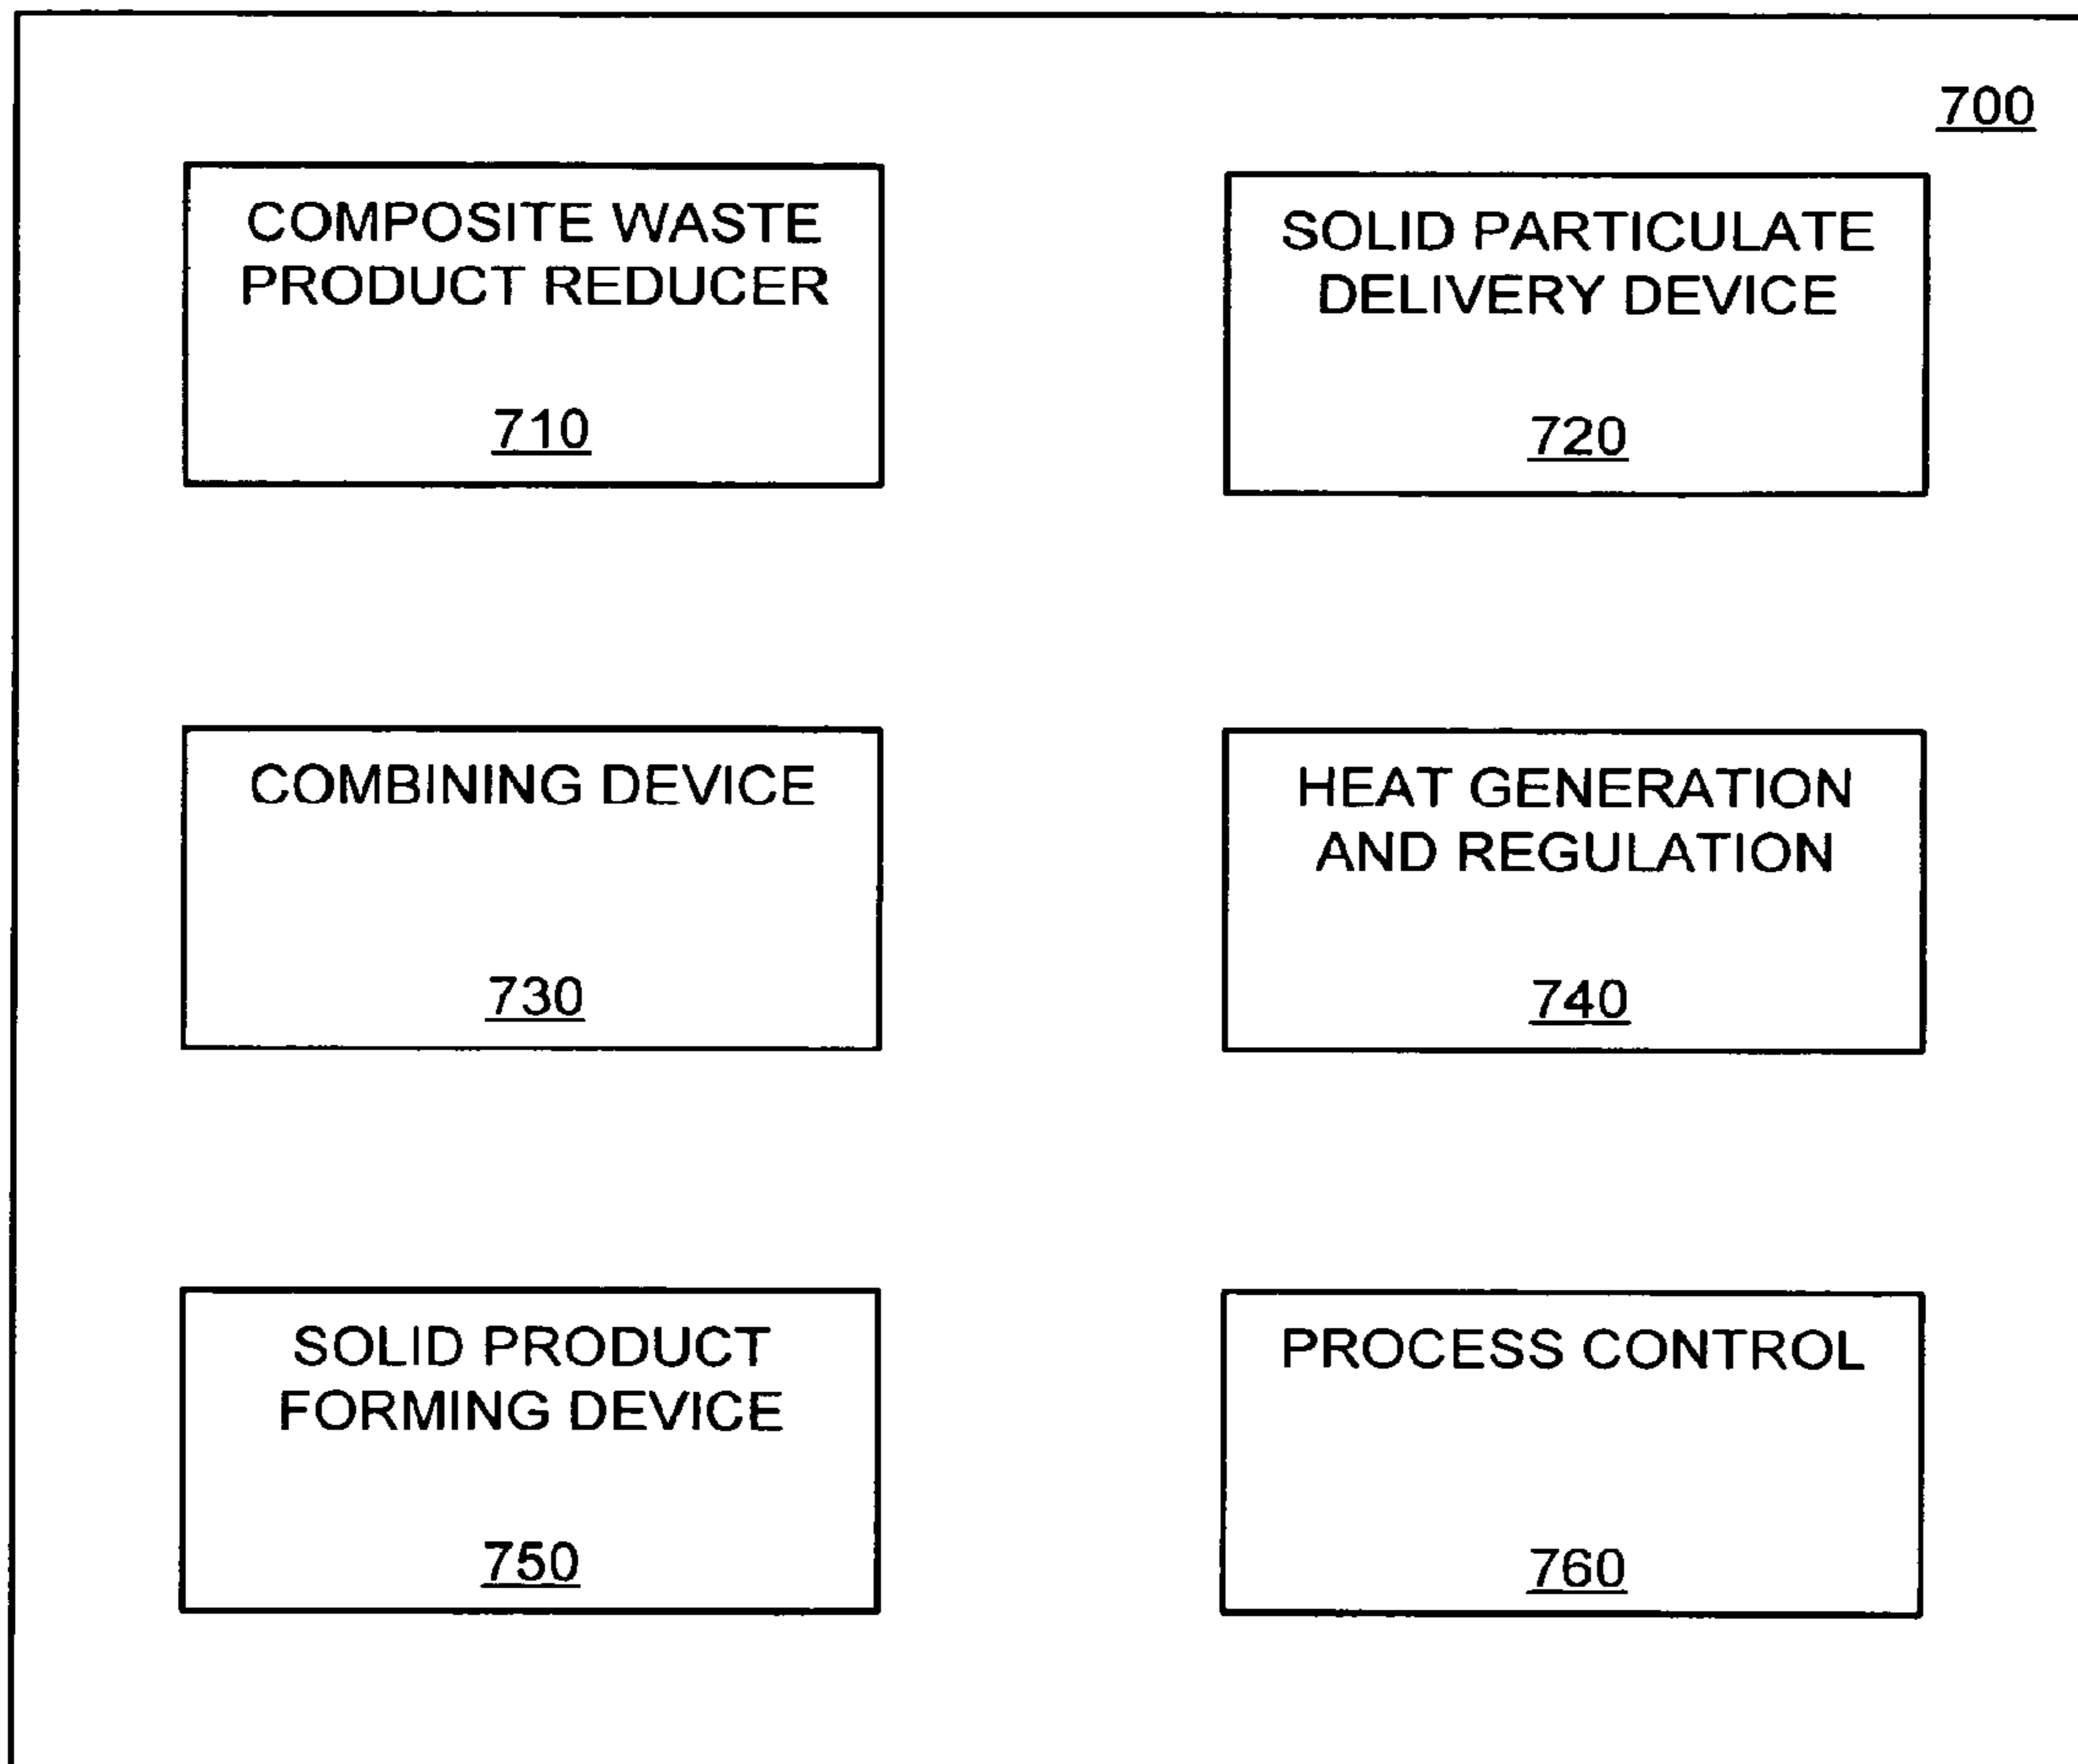 700
COMPOSITE WASTE
PRODUCT REDUCER
710
SOLID PARTICULATE
DELIVERY DEVICE
720
COMBINING DEVICE
730
HEAT GENERATION
AND REGULATION
740
SOLID PRODUCT
FORMING DEVICE
750
PROCESS CONTROL
760